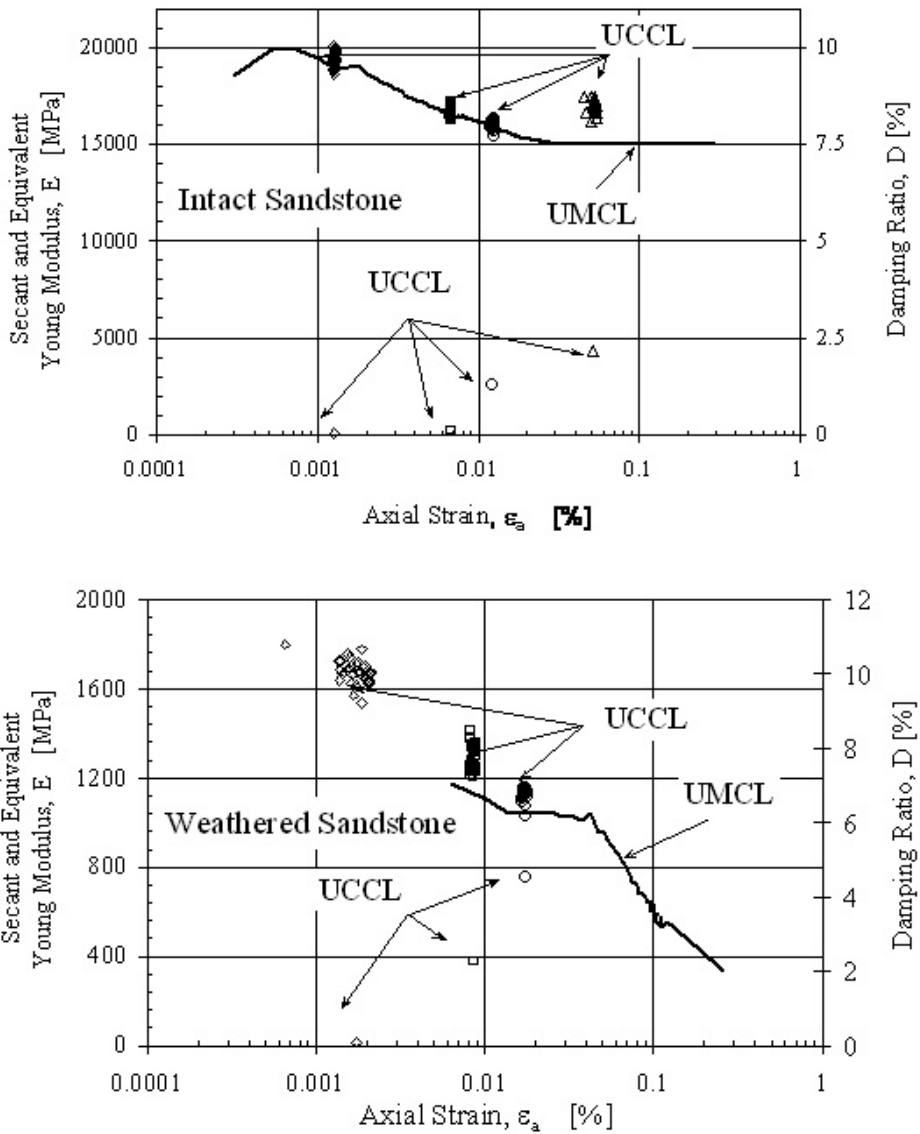 Secant and Equivalent
Young Modulus, E [MPa]
20000
15000
10000
5000
0
UCCL
UMCL
Intact Sandstone
UCCL
10
7.5
5
2.5
0
Damping Ratio, D [%]
0.0001
0.001
0.01
0.1
1
Axial Strain, εa [%]
Secant and Equivalent
Young Modulus, E [MPa]
2000
1600
1200
800
400
0
UCCL
UMCL
Weathered Sandstone
UCCL
12
10
8
6
4
2
0
Damping Ratio, D [%]
0.0001
0.001
0.01
0.1
1
Axial Strain, εa [%]